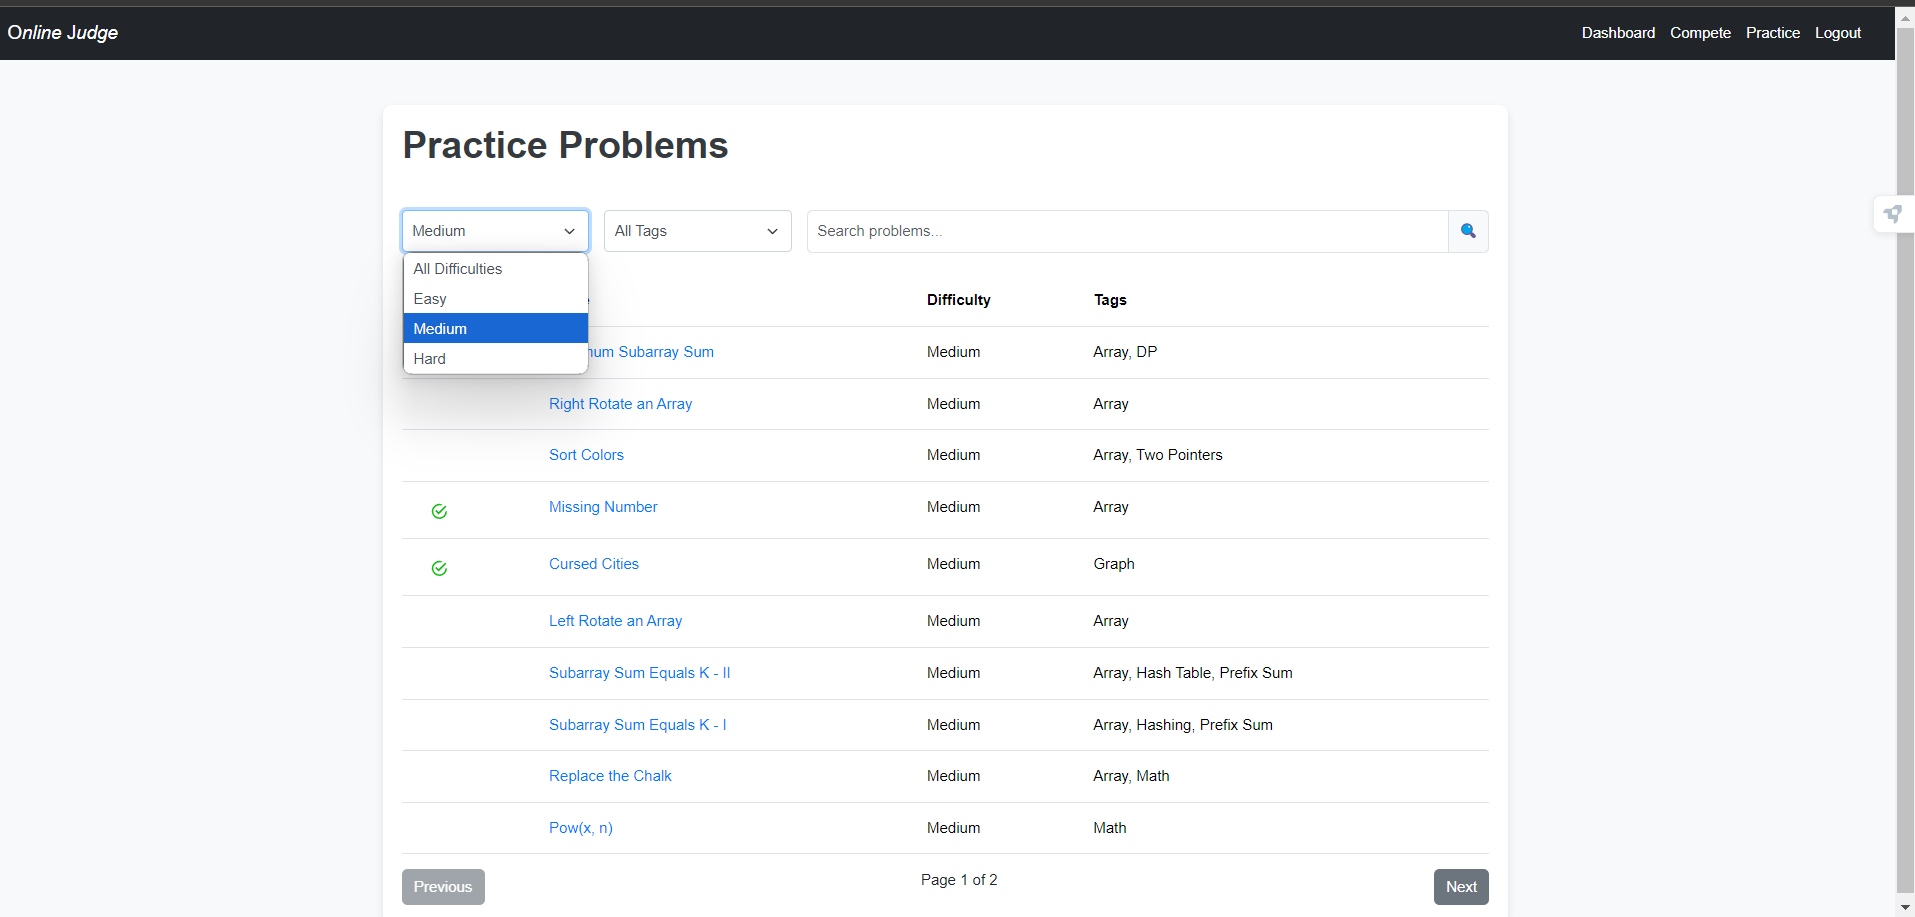 Online Judge
Dashboard Compete Practice Logout
Practice Problems
Medium All Tags Search problems...
All Difficulties
Easy
Medium
Hard
Difficulty Tags
Subarray Sum Medium Array, DP
Right Rotate an Array Medium Array
Sort Colors Medium Array, Two Pointers
Missing Number Medium Array
Cursed Cities Medium Graph
Left Rotate an Array Medium Array
Subarray Sum Equals K - II Medium Array, Hash Table, Prefix Sum
Subarray Sum Equals K - I Medium Array, Hashing, Prefix Sum
Replace the Chalk Medium Array, Math
Pow(x, n) Medium Math
Previous Page 1 of 2 Next